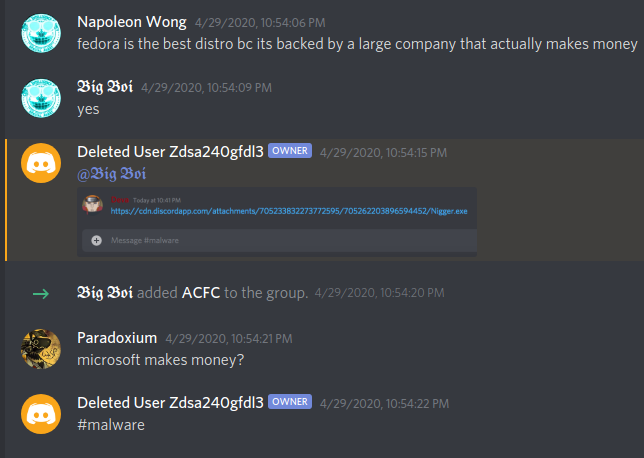 Napoleon Wong 4/29/2020, 10:54:06 PM
fedora is the best distro bc its backed by a large company that actually makes money
𝕭𝖎𝖌 𝕭𝖔𝖎 4/29/2020, 10:54:09 PM
yes
Deleted User Zdsa240gfdl3 OWNER 4/29/2020, 10:54:15 PM
@𝕭𝖎𝖌 𝕭𝖔𝖎
Today at 10:41 PM
https://cdn.discordapp.com/attachments/705233832273772595/705262203896594452/Nigger.exe
Message #malware
𝕭𝖎𝖌 𝕭𝖔𝖎 added ACFC to the group. 4/29/2020, 10:54:20 PM
Paradoxium 4/29/2020, 10:54:21 PM
microsoft makes money?
Deleted User Zdsa240gfdl3 OWNER 4/29/2020, 10:54:22 PM
#malware